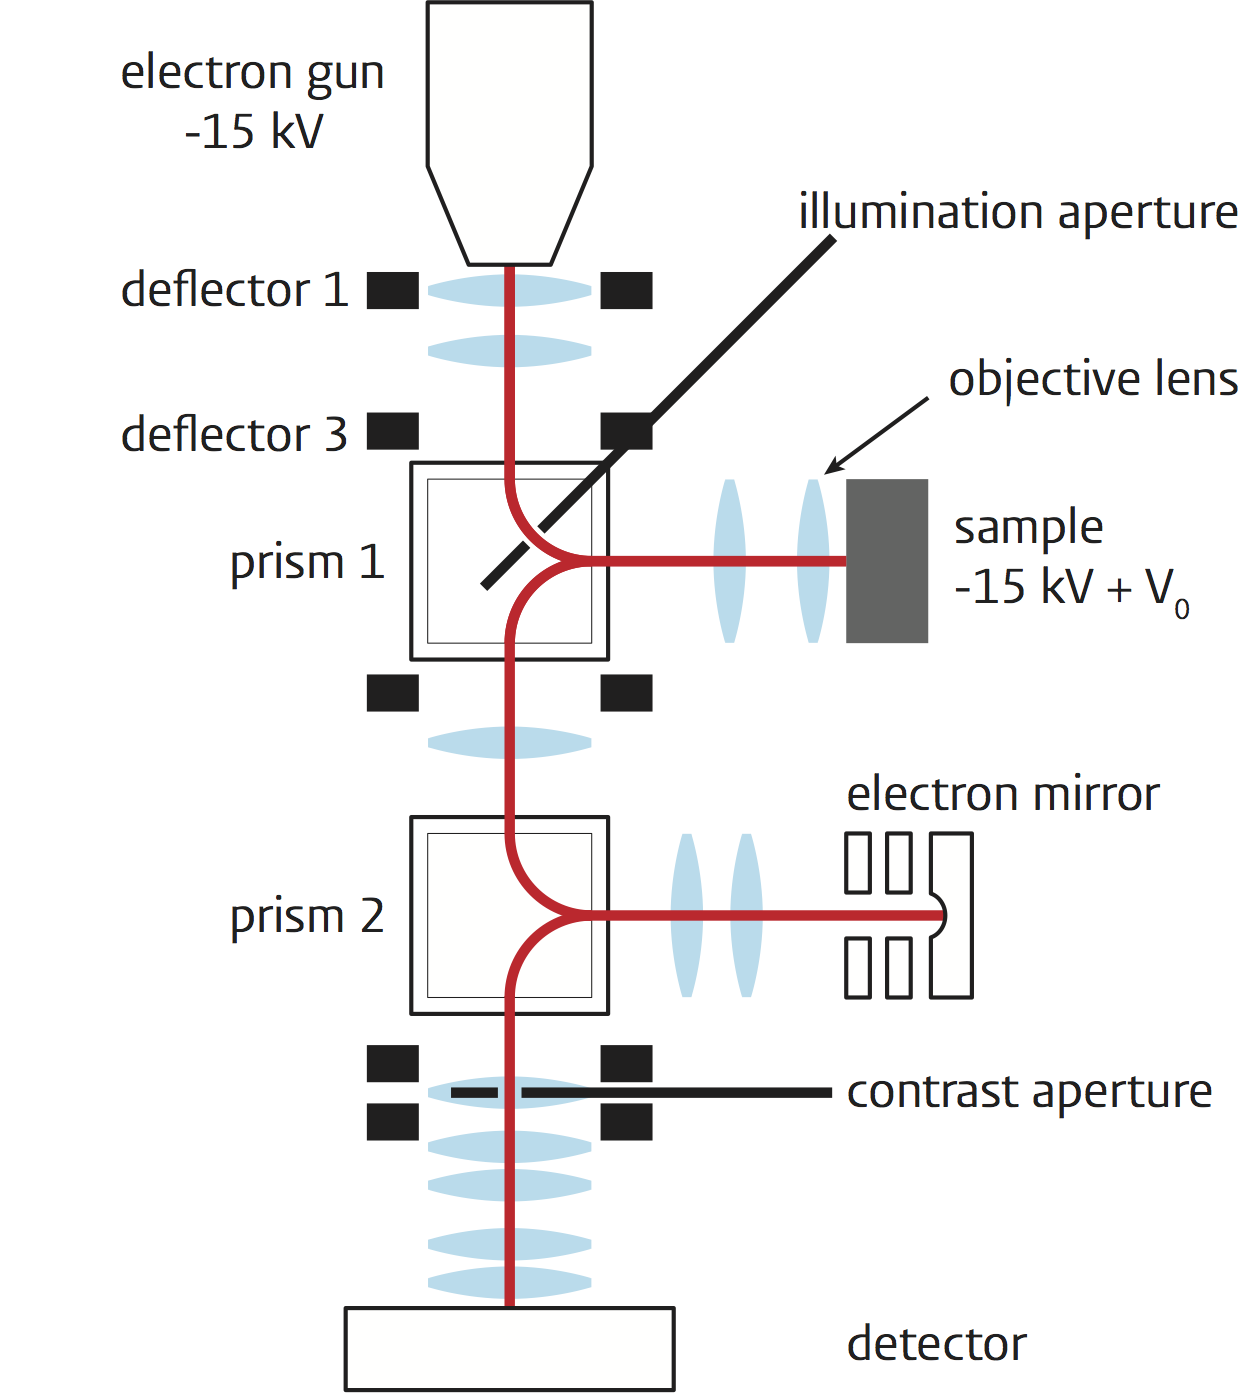 electron gun
-15 kV
illumination aperture
deflector 1
objective lens
deflector 3
sample
-15 kV + V₀
prism 1
electron mirror
prism 2
contrast aperture
detector